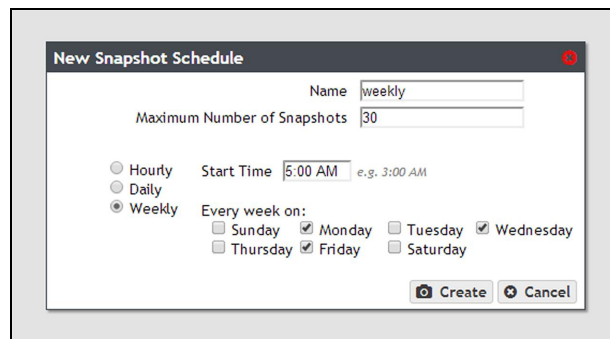 New Snapshot Schedule
Name weekly
Maximum Number of Snapshots 30
Hourly Start Time 5:00 AM e.g. 3:00 AM
Daily
Weekly Every week on:
Sunday Monday Tuesday Wednesday
Thursday Friday Saturday
Create Cancel